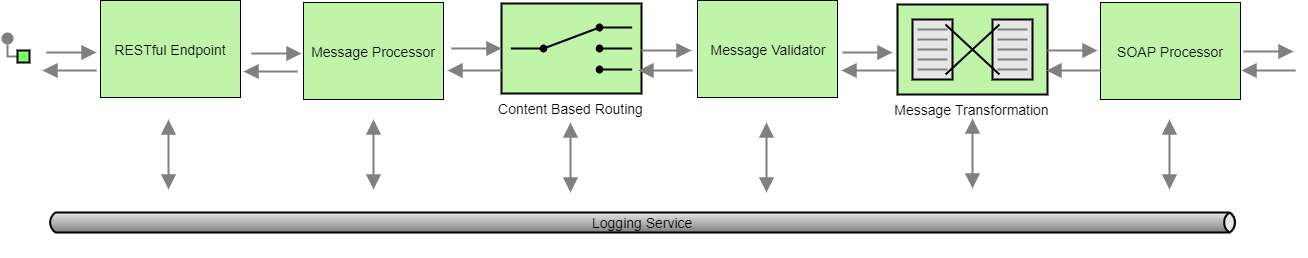 RESTful Endpoint
Message Processor
Content Based Routing
Message Validator
Message Transformation
SOAP Processor
Logging Service